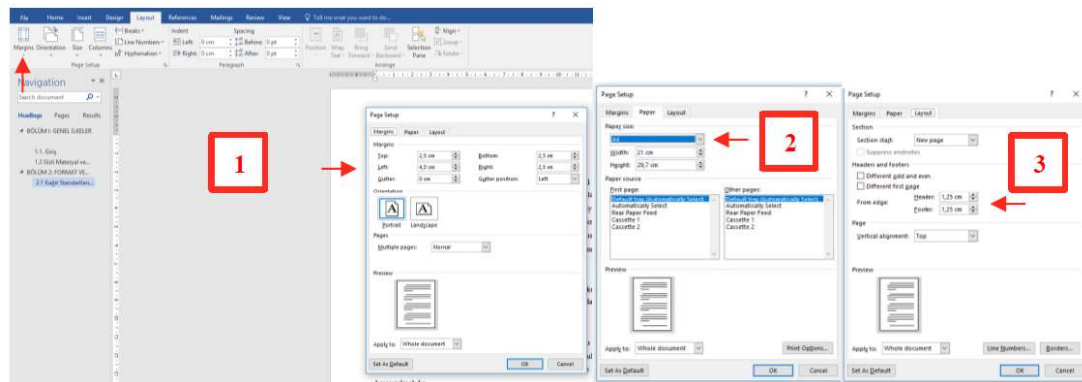 File Home Insert Design Layout References Mailings Review View Tell me what you want to do...
Breaks Indent Spacing Align
Line Numbers Left: 0 cm Before: 0 pt Group
Hyphenation Right: 0 cm After: 0 pt Rotate
Margins Orientation Size Columns Position Wrap Text Bring Forward Send Backward Selection Pane
Page Setup Paragraph Arrange
Navigation
Search document
Headings Pages Results
BÖLÜM 1: GENEL İLKELER
1.1. Giriş
1.2 Gizli Materyal ve...
BÖLÜM 2: FORMAT VE...
2.1 Kağıt Standartları...
1
Page Setup ? ×
Margins Paper Layout
Margins
Top: 2,5 cm Bottom: 2,5 cm
Left: 4,0 cm Right: 2,5 cm
Gutter: 0 cm Gutter position: Left
Orientation
Portrait Landscape
Pages
Multiple pages: Normal
Preview
Apply to: Whole document
Set As Default OK Cancel
Page Setup ? ×
Margins Paper Layout
Paper size:
A4
Width: 21 cm
Height: 29,7 cm
2
Paper source
First page: Other pages:
Default tray (Automatically Select) Default tray (Automatically Select)
Automatically Select Automatically Select
Rear Paper Feed Rear Paper Feed
Cassette 1 Cassette 1
Cassette 2 Cassette 2
Preview
Apply to: Whole document Print Options...
Set As Default OK Cancel
Page Setup ? ×
Margins Paper Layout
Section
Section start: New page
Suppress endnotes
Headers and footers
Different odd and even
Different first page
From edge: Header: 1,25 cm
Footer: 1,25 cm
3
Page
Vertical alignment: Top
Preview
Apply to: Whole document Line Numbers... Borders...
Set As Default OK Cancel